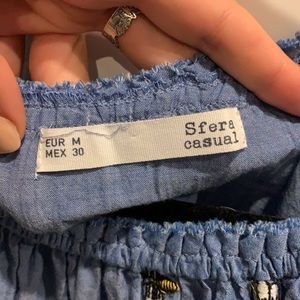 EUR M
MEX 30
Sfera
casual